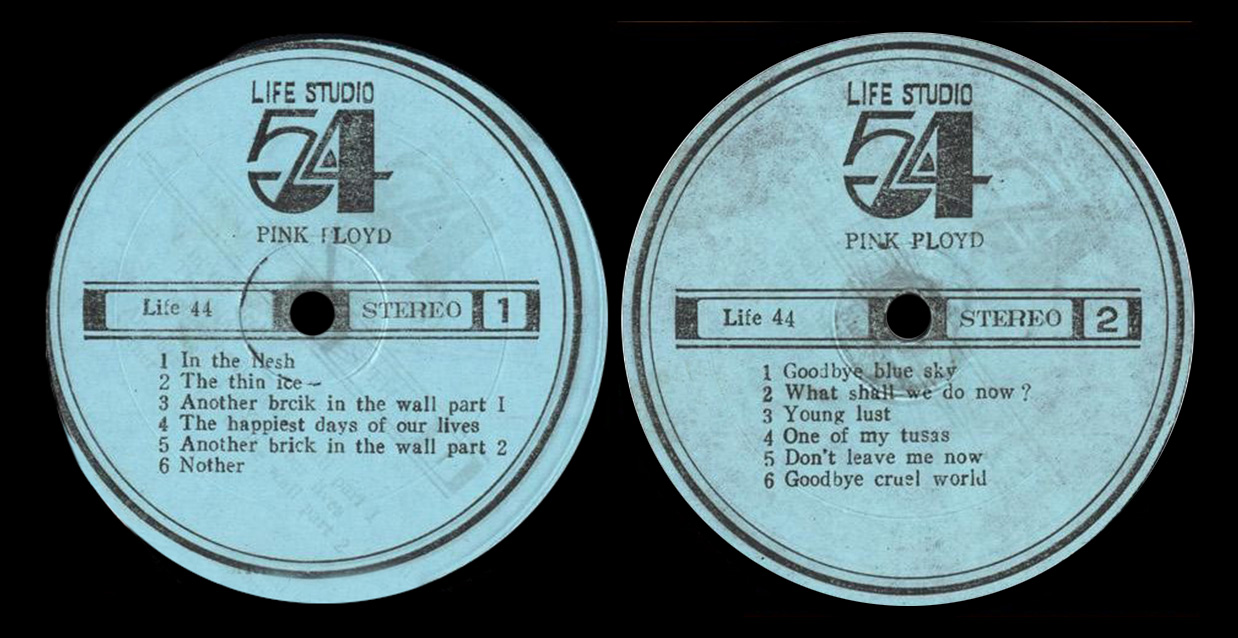 LIFE STUDIO
54
PINK FLOYD
Life 44 STEREO 1
1 In the flesh
2 The thin ice
3 Another brcik in the wall part 1
4 The happiest days of our lives
5 Another brick in the wall part 2
6 Nother
LIFE STUDIO
54
PINK PLOYD
Life 44 STEREO 2
1 Goodbye blue sky
2 What shall we do now ?
3 Young lust
4 One of my tusas
5 Don't leave me now
6 Goodbye cruel world